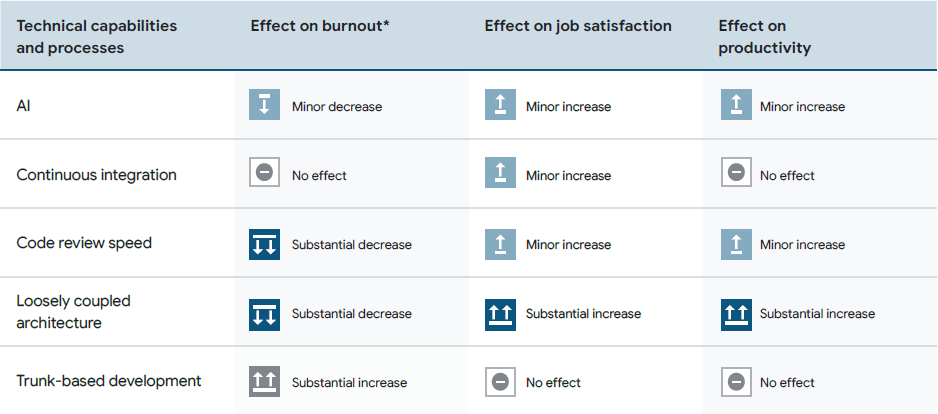 Technical capabilities
and processes
Effect on burnout*
Effect on job satisfaction
Effect on
productivity
AI
Minor decrease
Minor increase
Minor increase
Continuous integration
No effect
Minor increase
No effect
Code review speed
Substantial decrease
Minor increase
Minor increase
Loosely coupled
architecture
Substantial decrease
Substantial increase
Substantial increase
Trunk-based development
Substantial increase
No effect
No effect